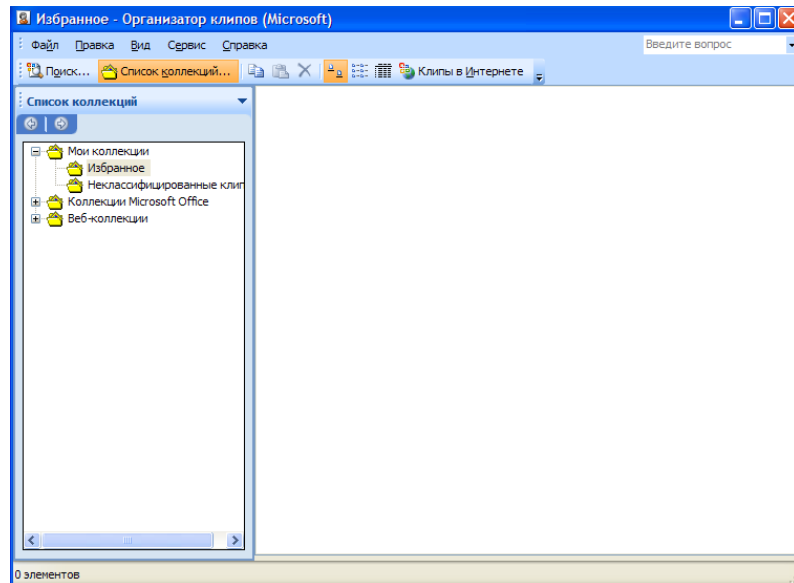 Избранное - Организатор клипов (Microsoft)
Файл Правка Вид Сервис Справка Введите вопрос
Поиск... Список коллекций... Клипы в Интернете
Список коллекций
Мои коллекции
Избранное
Неклассифицированные клип
Коллекции Microsoft Office
Веб-коллекции
0 элементов